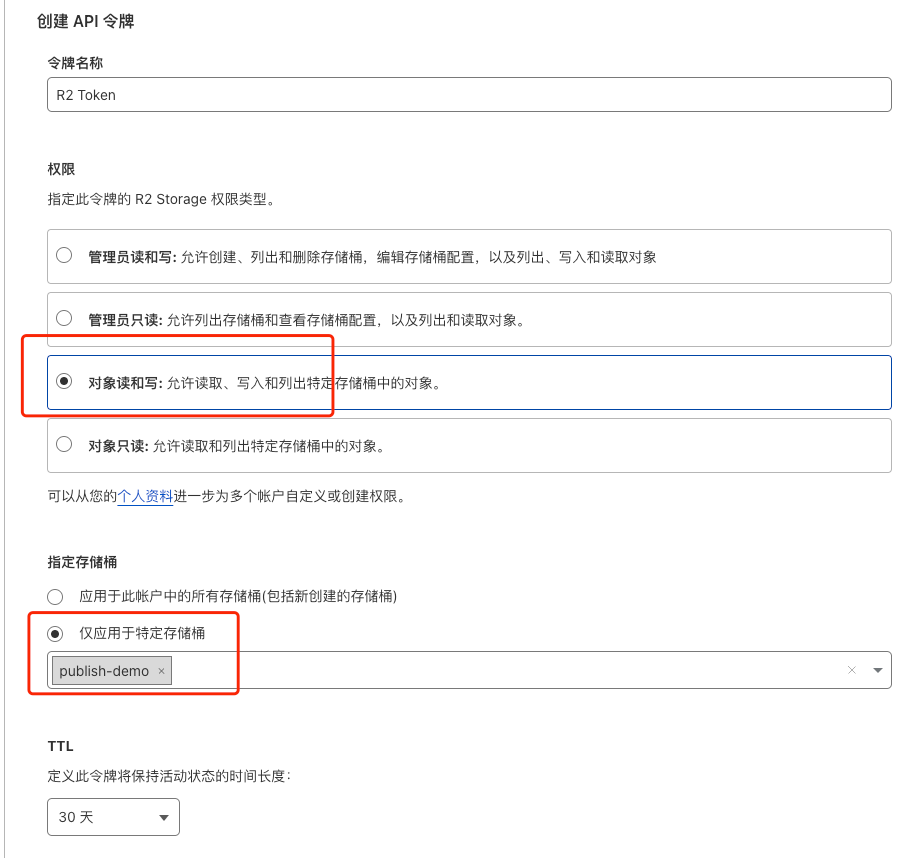 创建 API 令牌
令牌名称
R2 Token
权限
指定此令牌的 R2 Storage 权限类型。
管理员读和写: 允许创建、列出和删除存储桶，编辑存储桶配置，以及列出、写入和读取对象
管理员只读: 允许列出存储桶和查看存储桶配置，以及列出和读取对象。
对象读和写: 允许读取、写入和列出特定存储桶中的对象。
对象只读: 允许读取和列出特定存储桶中的对象。
可以从您的个人资料进一步为多个帐户自定义或创建权限。
指定存储桶
应用于此帐户中的所有存储桶(包括新创建的存储桶)
仅应用于特定存储桶
publish-demo ×
TTL
定义此令牌将保持活动状态的时间长度:
30 天